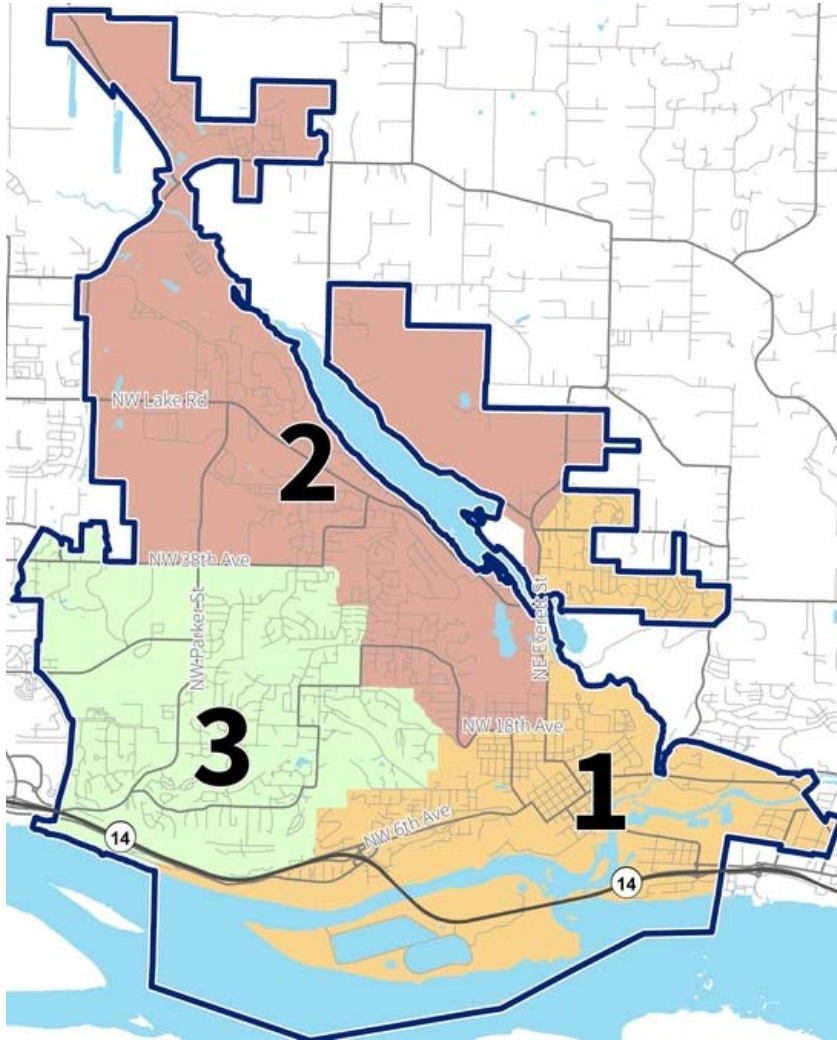 NW Lake Rd
2
NW 38th Ave
NW Parker St
NE Everett St
NW 18th Ave
3
1
NW 6th Ave
14
14